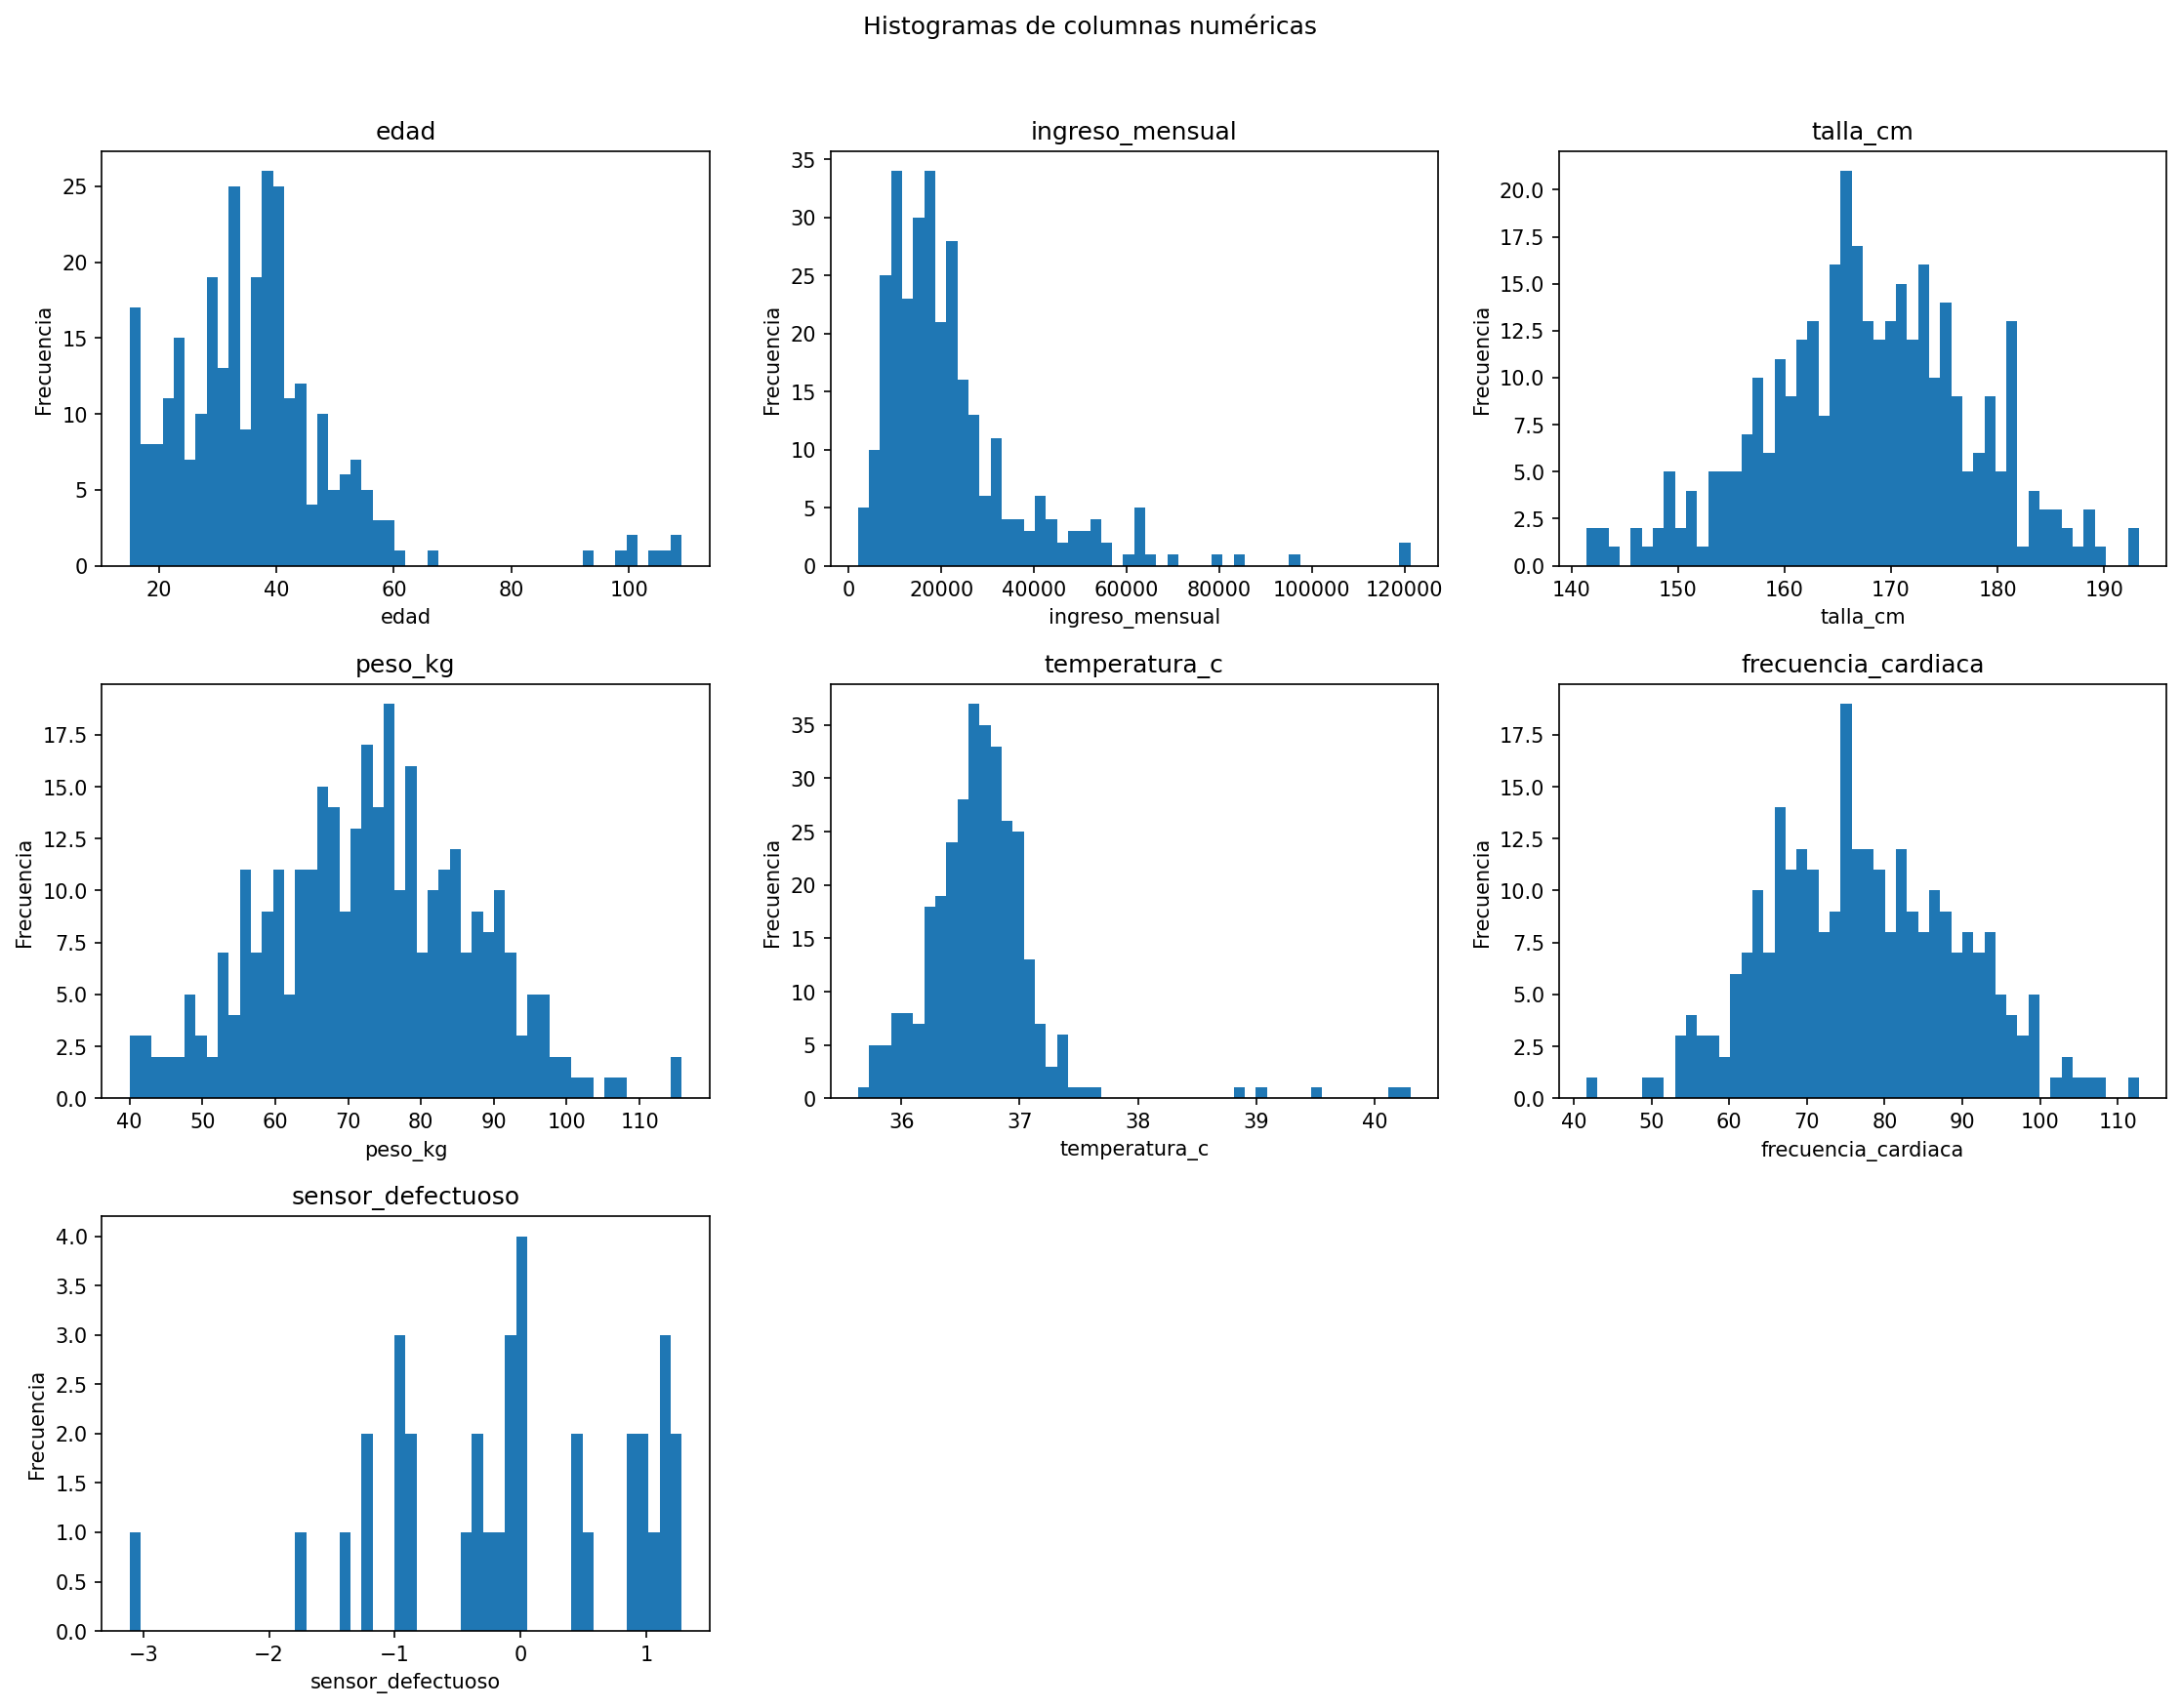 Histogramas de columnas numéricas
edad
Frecuencia
25
20
15
10
5
0
20 40 60 80 100
edad
ingreso_mensual
Frecuencia
35
30
25
20
15
10
5
0
0 20000 40000 60000 80000 100000 120000
ingreso_mensual
talla_cm
Frecuencia
20.0
17.5
15.0
12.5
10.0
7.5
5.0
2.5
0.0
140 150 160 170 180 190
talla_cm
peso_kg
Frecuencia
17.5
15.0
12.5
10.0
7.5
5.0
2.5
0.0
40 50 60 70 80 90 100 110
peso_kg
temperatura_c
Frecuencia
35
30
25
20
15
10
5
0
36 37 38 39 40
temperatura_c
frecuencia_cardiaca
Frecuencia
17.5
15.0
12.5
10.0
7.5
5.0
2.5
0.0
40 50 60 70 80 90 100 110
frecuencia_cardiaca
sensor_defectuoso
Frecuencia
4.0
3.5
3.0
2.5
2.0
1.5
1.0
0.5
0.0
−3 −2 −1 0 1
sensor_defectuoso